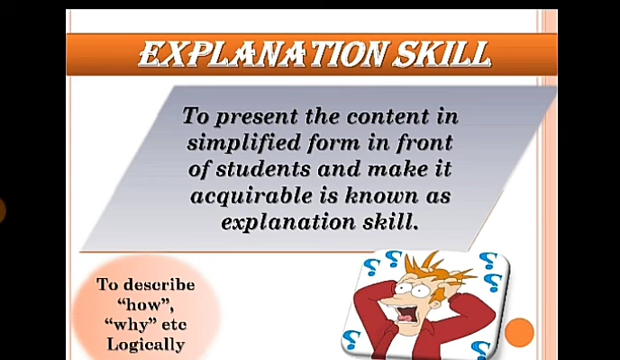 EXPLANATION SKILL
To present the content in
simplified form in front
of students and make it
acquirable is known as
explanation skill.
To describe
“how”,
“why” etc
Logically